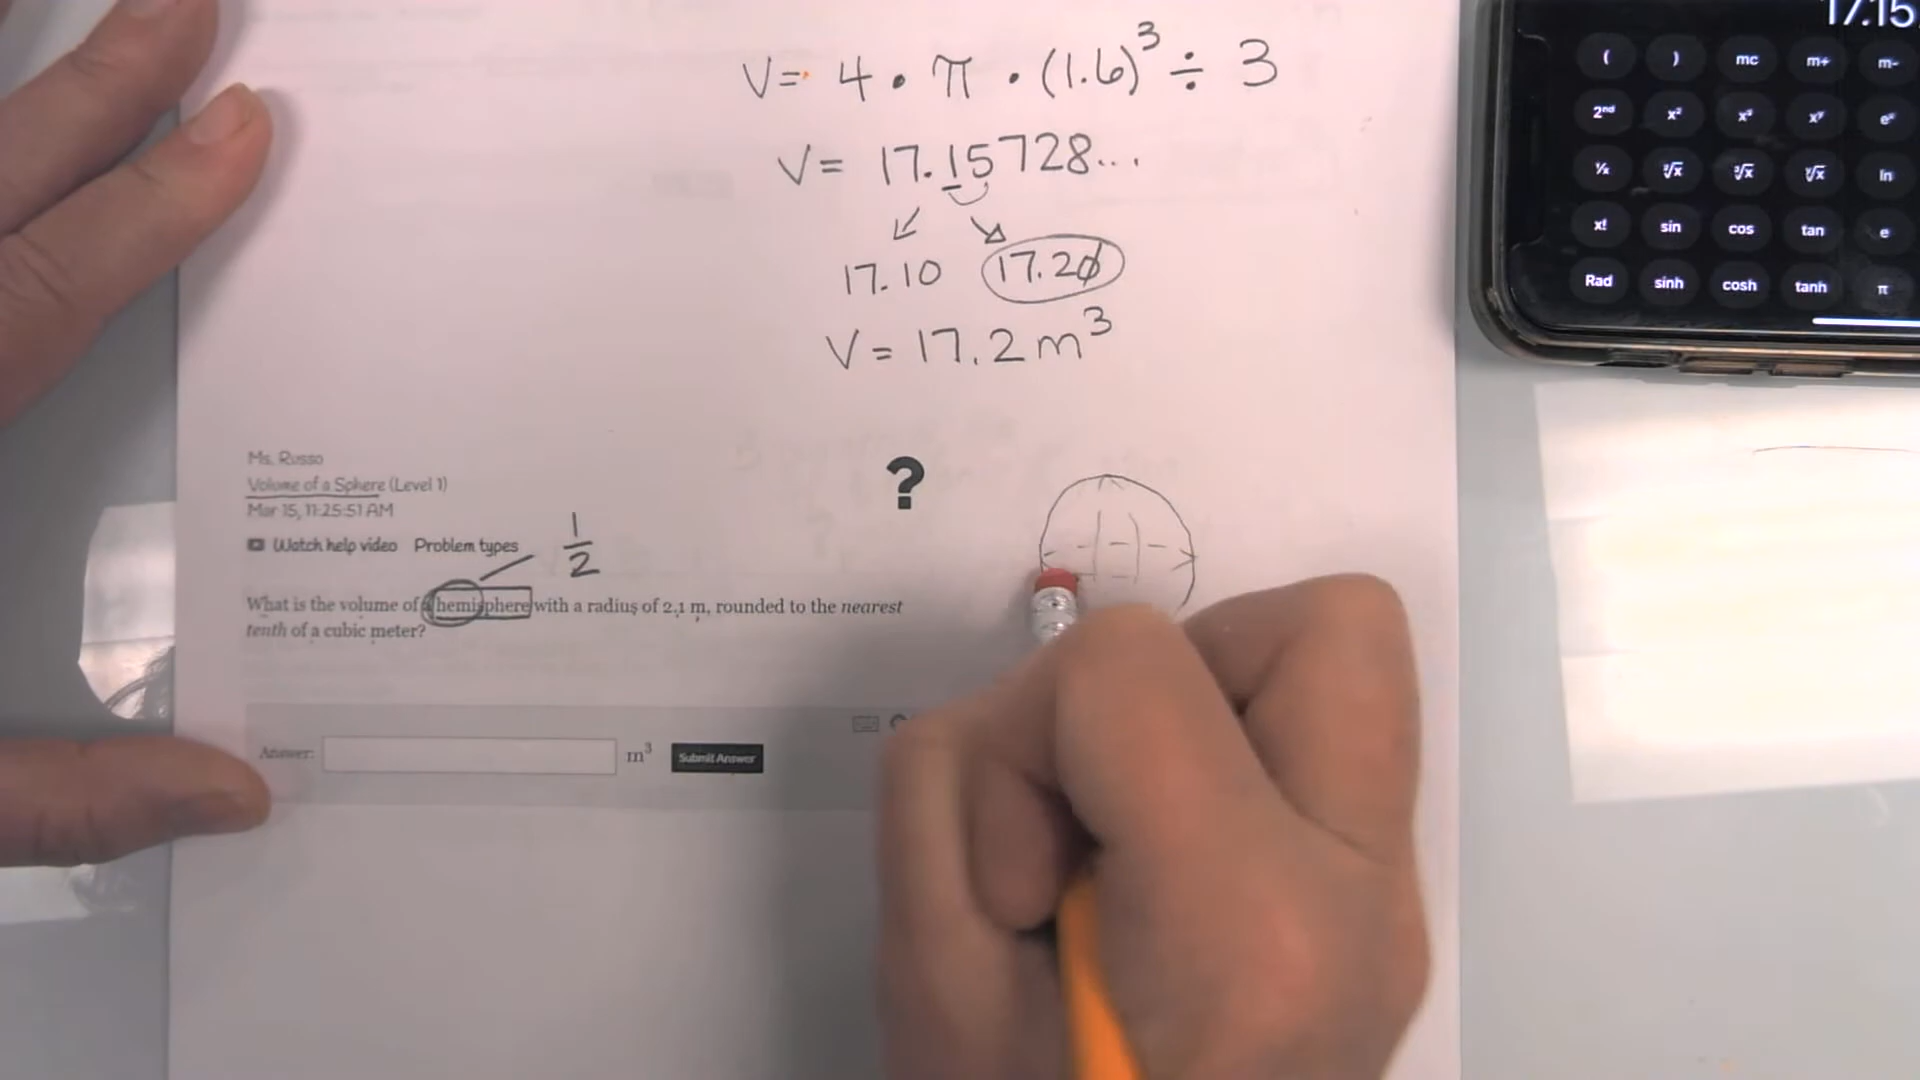 V= 4 • π • (1.6)³ ÷ 3
V= 17.15728...
17.10 17.20
V = 17.2 m³
Ms. Russo
Volume of a Sphere (Level 1)
Mar 15, 11:25:51 AM
Watch help video Problem types
1/2
What is the volume of a hemisphere with a radius of 2.1 m, rounded to the nearest
tenth of a cubic meter?
?
Answer: m³ Submit Answer
17.15
( ) mc m+ m-
2nd x² x³ xʸ eˣ
¹/x ²√x ³√x ʸ√x ln
x! sin cos tan e
Rad sinh cosh tanh π